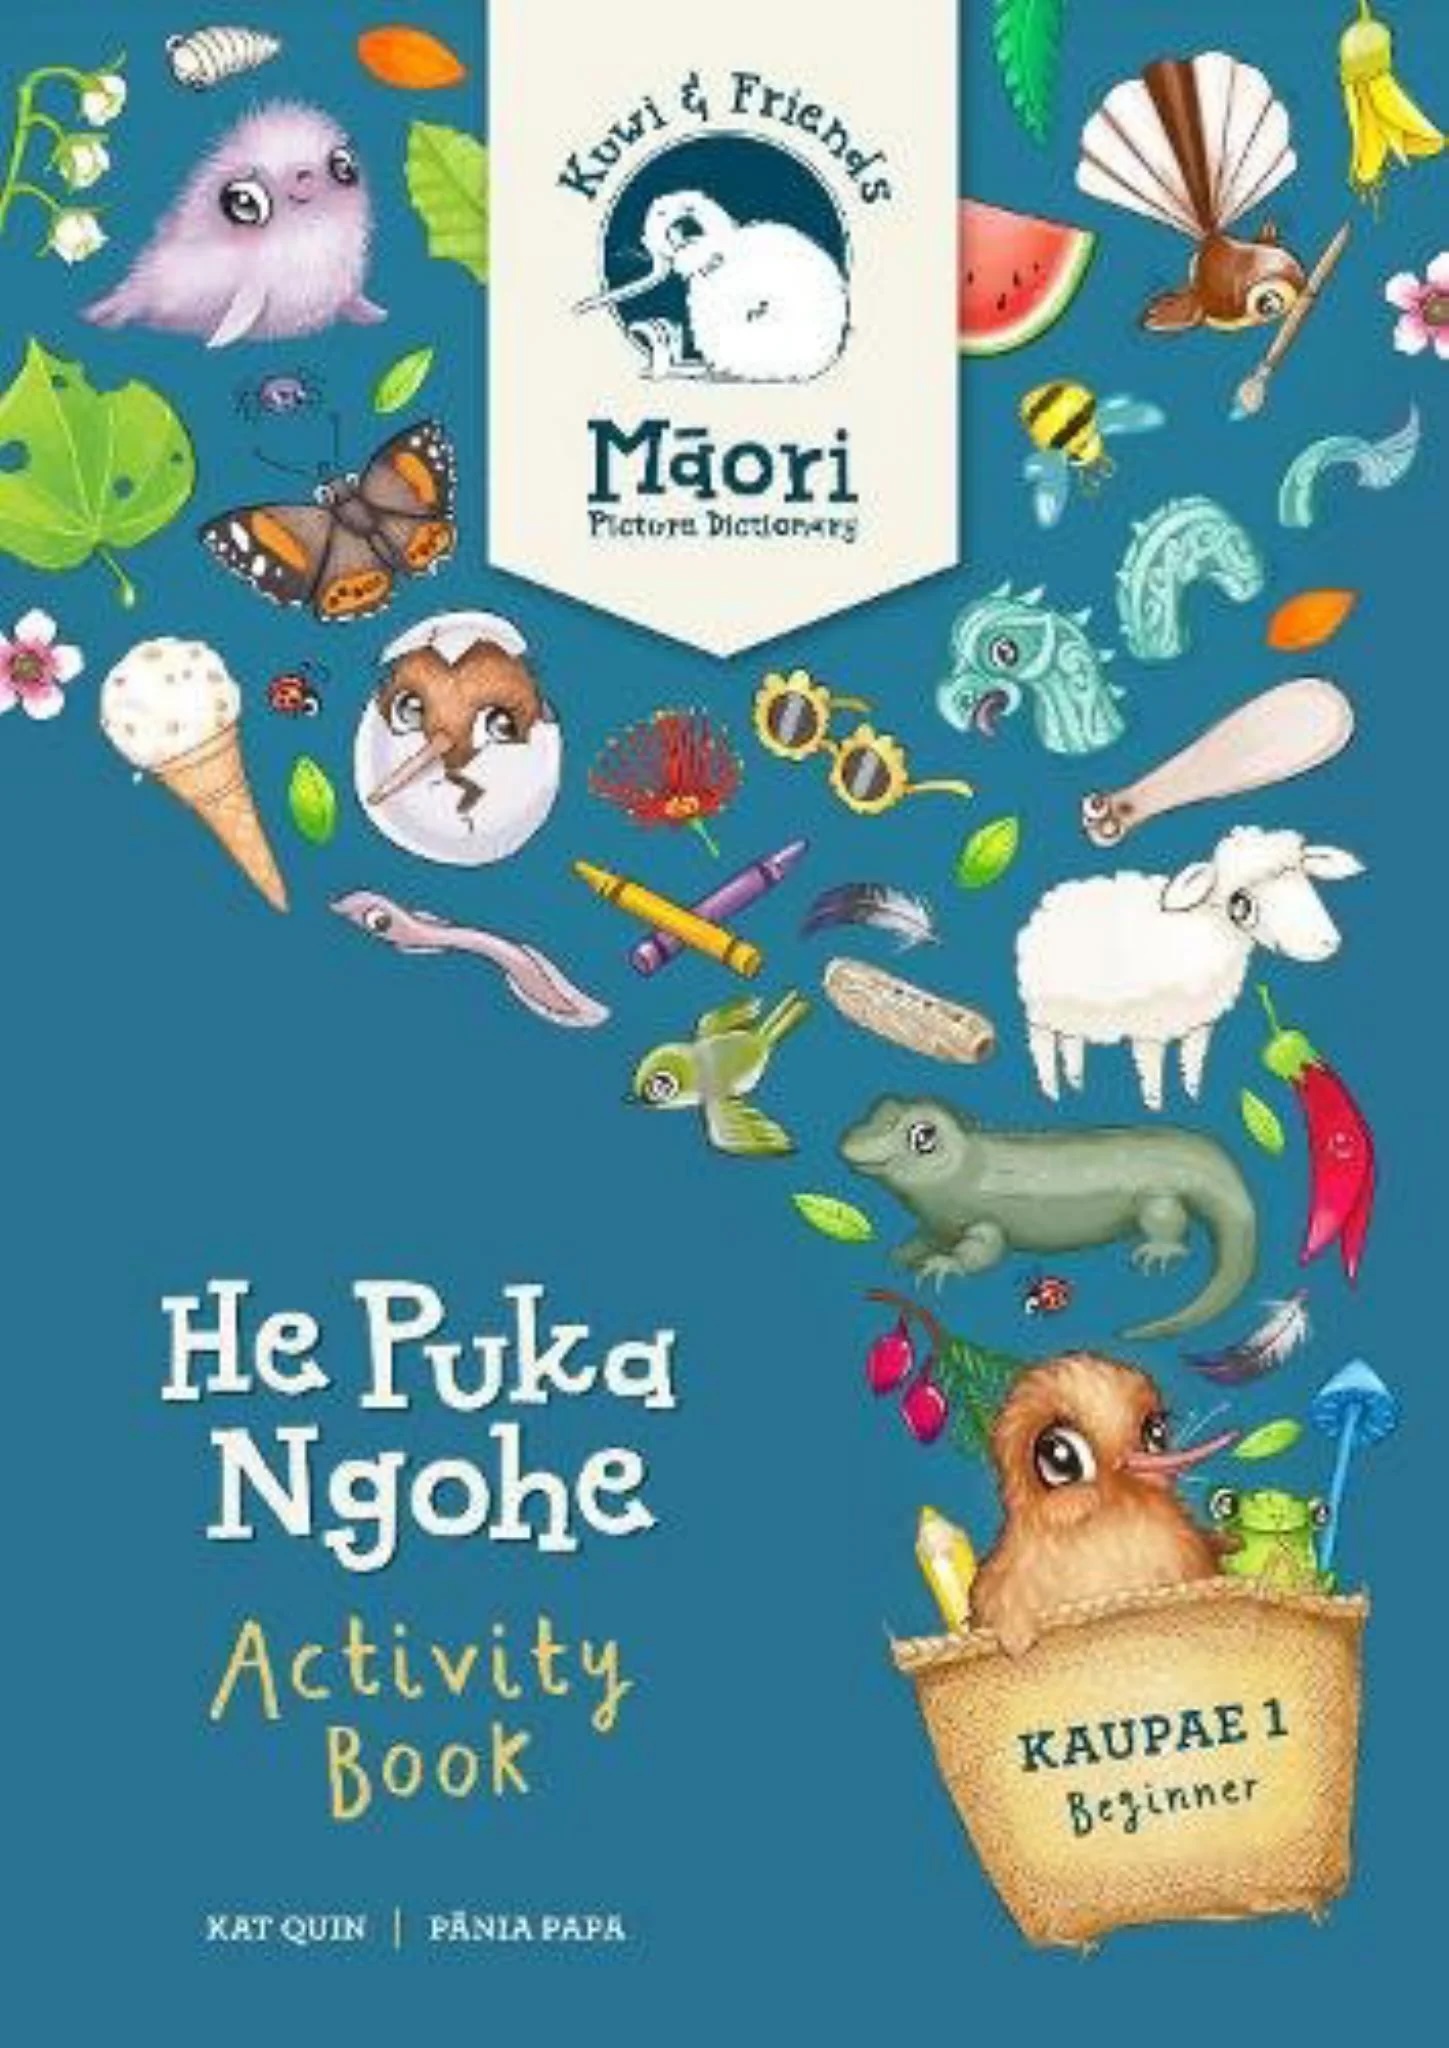 Kuwi & Friends
Māori
Picture Dictionary
He Puka
Ngohe
Activity
Book
KAUPAE 1
Beginner
KAT QUIN | PĀNIA PAPA